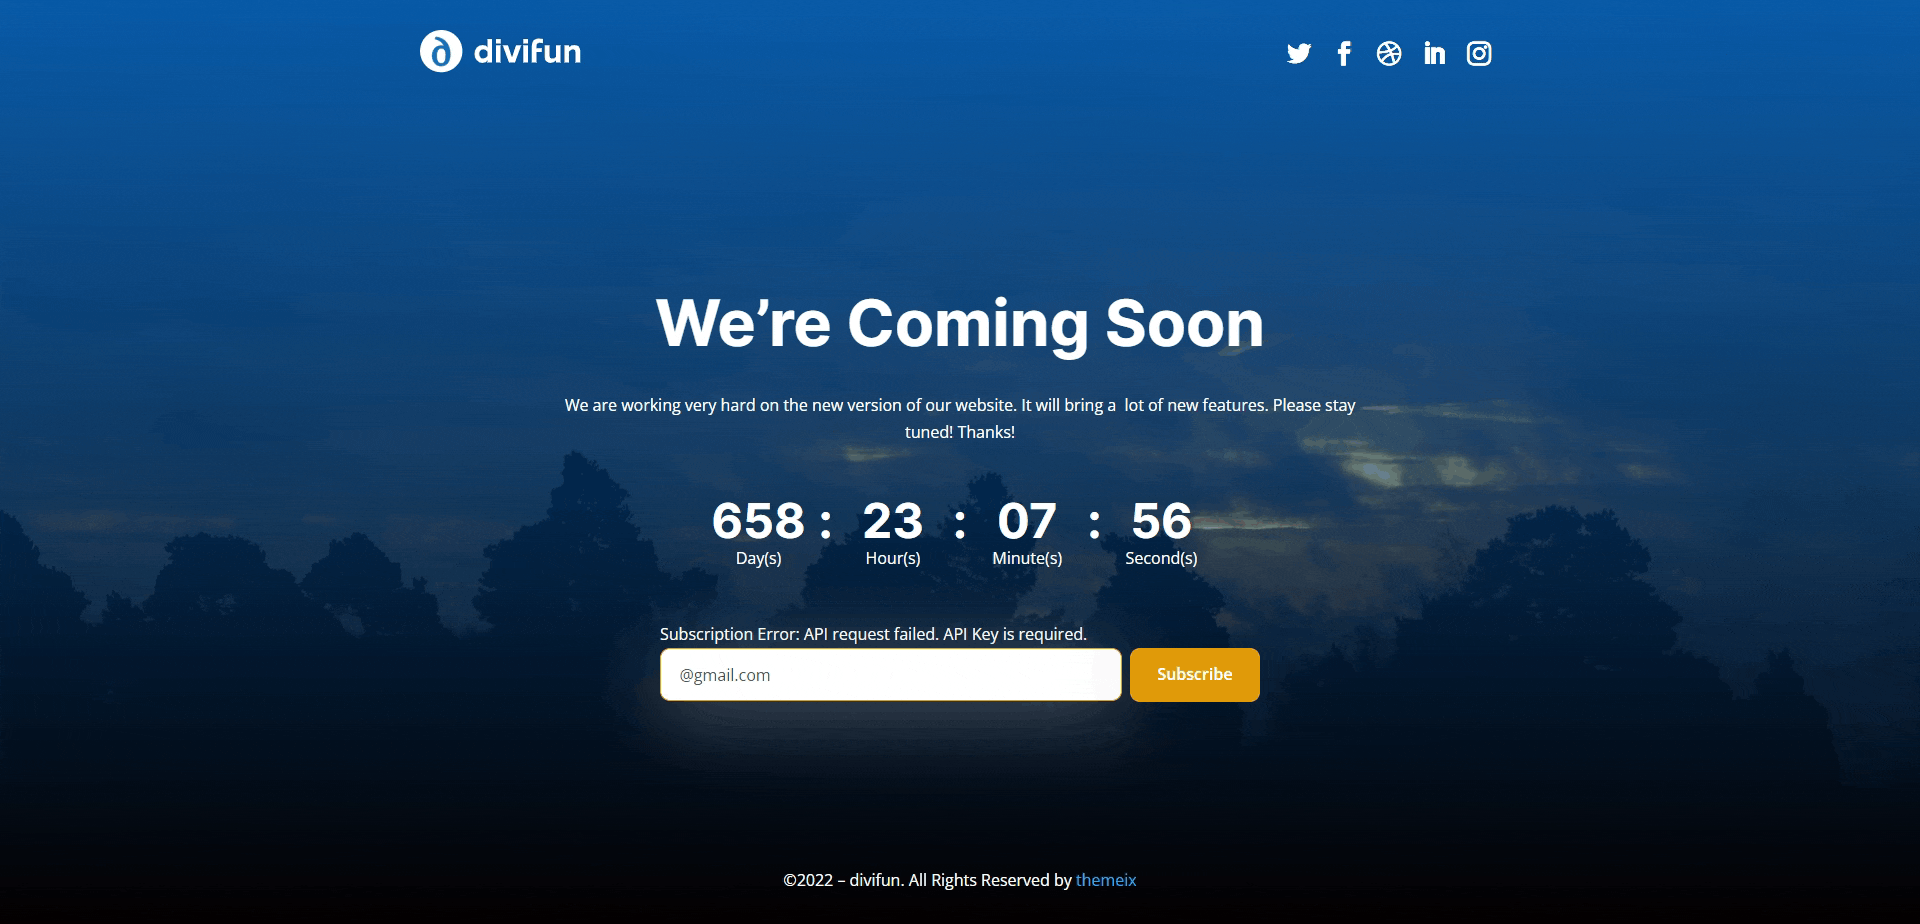 divifun
We’re Coming Soon
We are working very hard on the new version of our website. It will bring a  lot of new features. Please stay
tuned! Thanks!
658 : 23 : 07 : 56
Day(s) Hour(s) Minute(s) Second(s)
Subscription Error: API request failed. API Key is required.
@gmail.com Subscribe
©2022 – divifun. All Rights Reserved by themeix